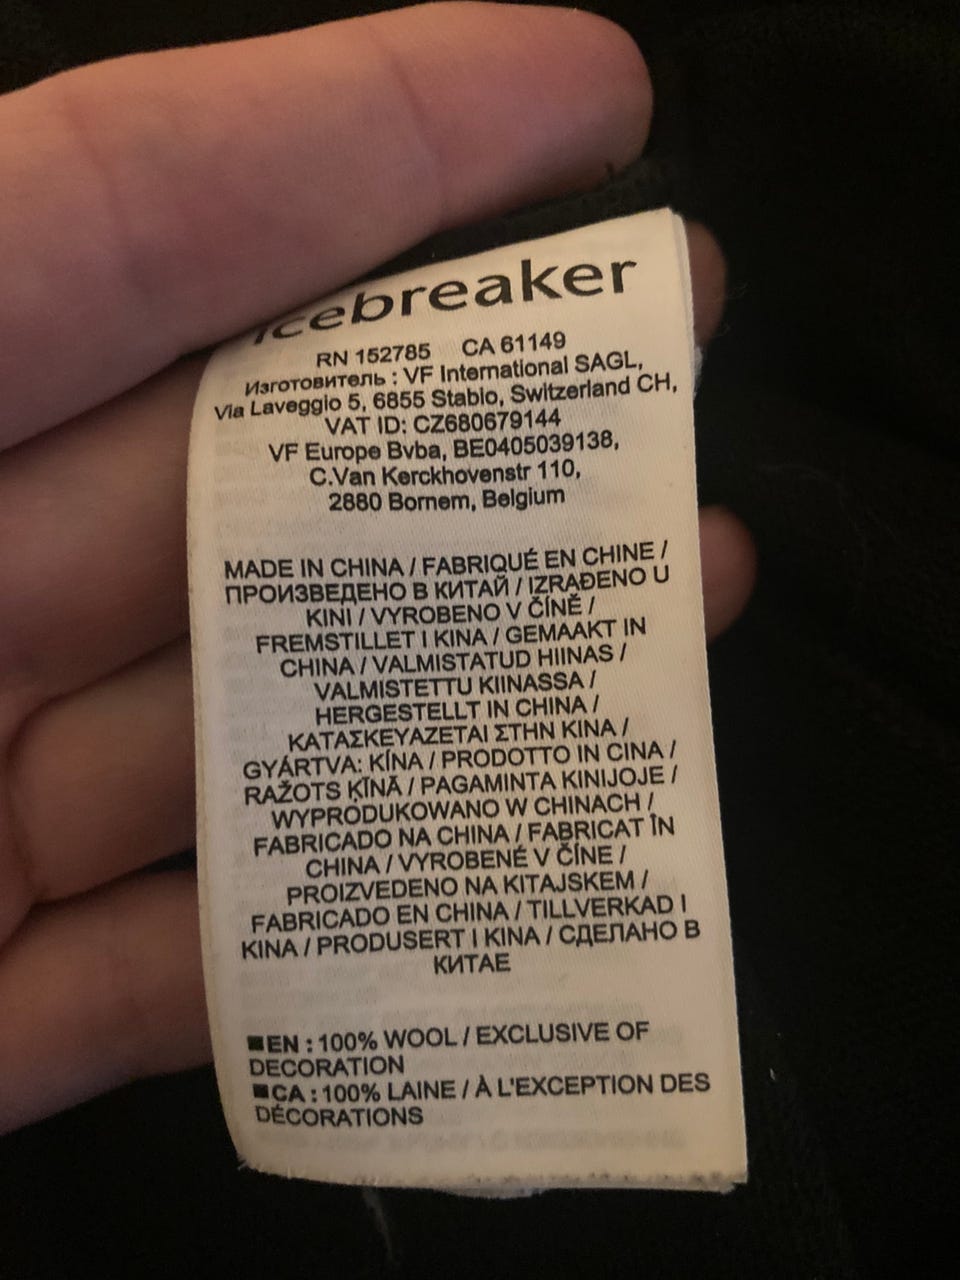 icebreaker
RN 152785 CA 61149
Изготовитель : VF International SAGL,
Via Laveggio 5, 6855 Stabio, Switzerland CH,
VAT ID: CZ680679144
VF Europe Bvba, BE0405039138,
C.Van Kerckhovenstr 110,
2880 Bornem, Belgium
MADE IN CHINA / FABRIQUÉ EN CHINE /
ПРОИЗВЕДЕНО В КИТАЙ / IZRAĐENO U
KINI / VYROBENO V ČÍNĚ /
FREMSTILLET I KINA / GEMAAKT IN
CHINA / VALMISTATUD HIINAS /
VALMISTETTU KIINASSA /
HERGESTELLT IN CHINA /
ΚΑΤΑΣΚΕΥΑΖΕΤΑΙ ΣΤΗΝ ΚΙΝΑ /
GYÁRTVA: KÍNA / PRODOTTO IN CINA /
RAŽOTS ĶĪNĀ / PAGAMINTA KINIJOJE /
WYPRODUKOWANO W CHINACH /
FABRICADO NA CHINA / FABRICAT ÎN
CHINA / VYROBENÉ V ČÍNE /
PROIZVEDENO NA KITAJSKEM /
FABRICADO EN CHINA / TILLVERKAD I
KINA / PRODUSERT I KINA / СДЕЛАНО В
КИТАЕ
EN : 100% WOOL / EXCLUSIVE OF
DECORATION
CA : 100% LAINE / À L'EXCEPTION DES
DÉCORATIONS